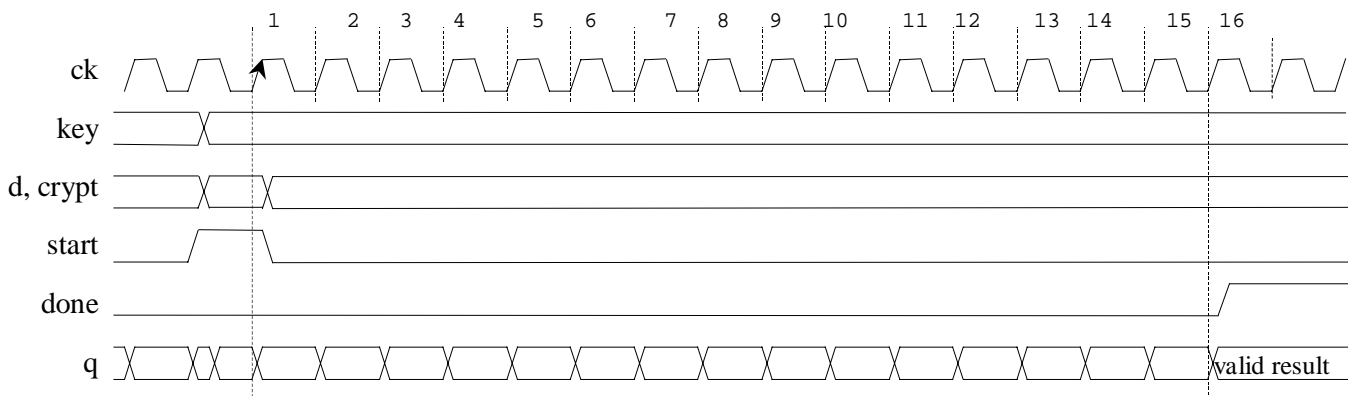 1 2 3 4 5 6 7 8 9 10 11 12 13 14 15 16
ck
key
d, crypt
start
done
q
valid result